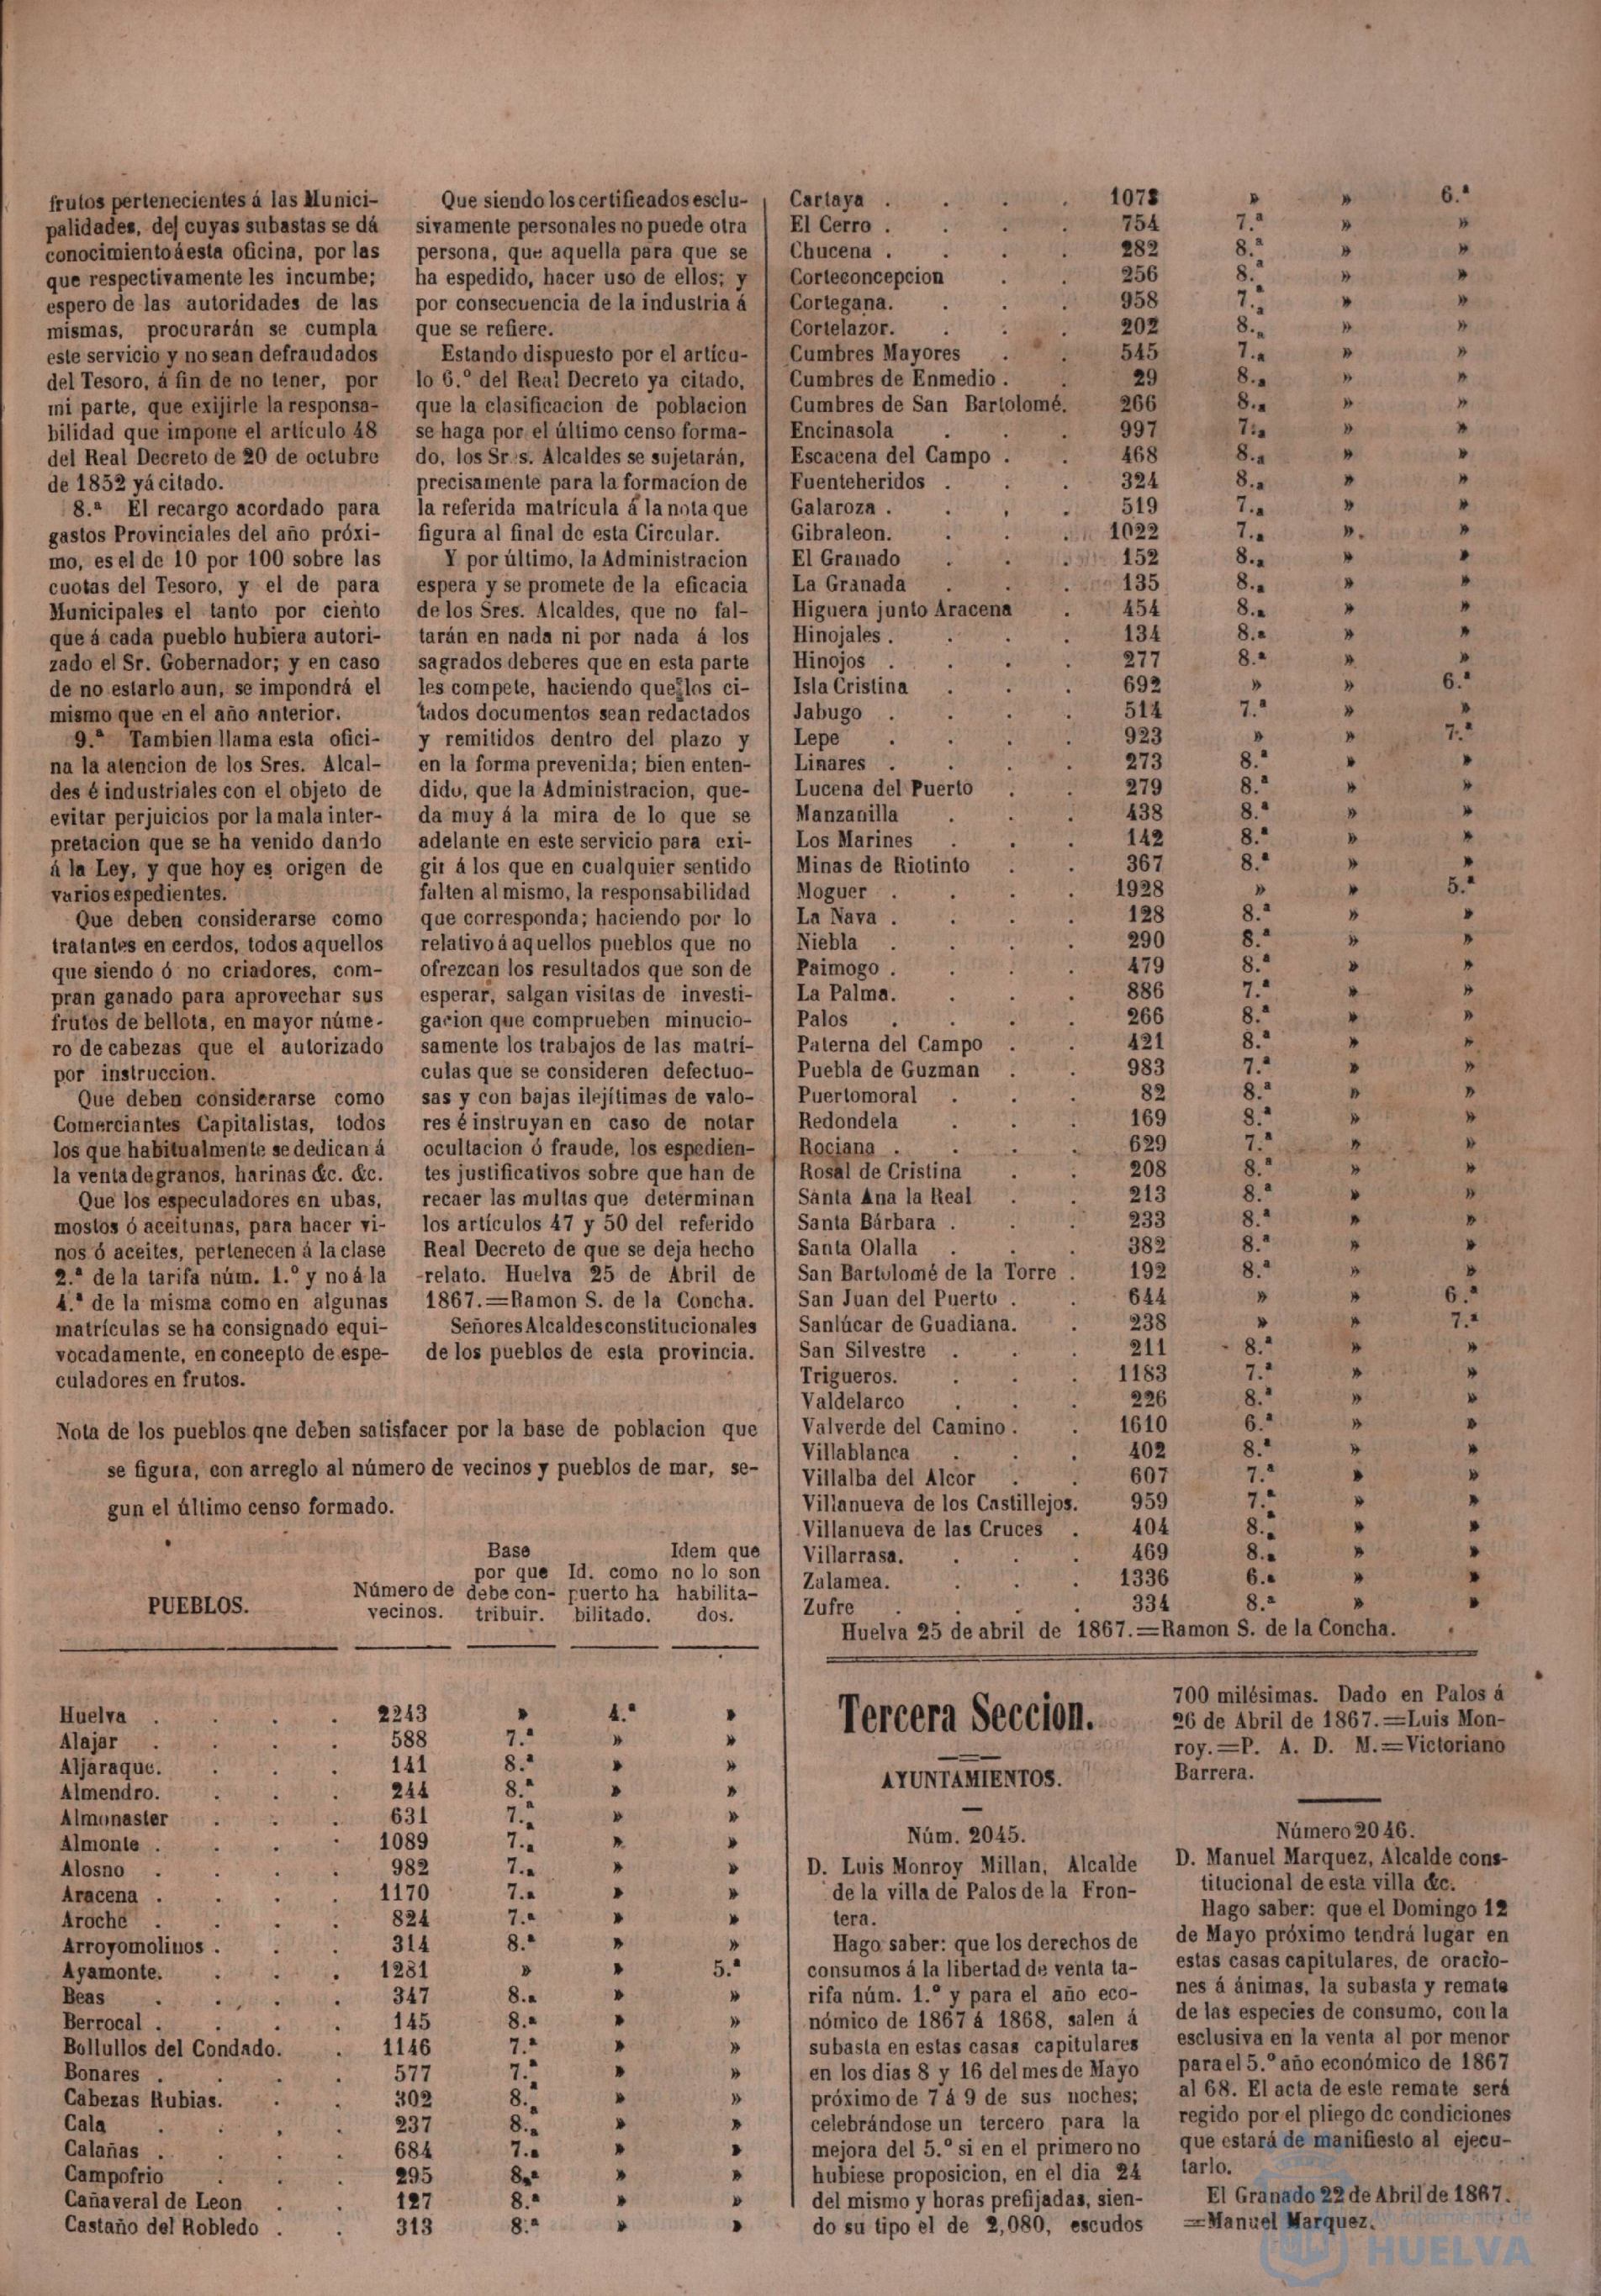 frutos pertenecientes á las Munici-
palidades, de cuyas subastas se dá
conocimiento á esta oficina, por las
que respectivamente les incumbe;
espero de las autoridades de las
mismas, procurarán se cumpla
este servicio y no sean defraudados
del Tesoro, á fin de no tener, por
mi parte, que exijirle la responsa-
bilidad que impone el artículo 48
del Real Decreto de 20 de octubre
de 1852 yá citado.
8.ª El recargo acordado para
gastos Provinciales del año próxi-
mo, es el de 10 por 100 sobre las
cuotas del Tesoro, y el de para
Municipales el tanto por ciento
que á cada pueblo hubiera autori-
zado el Sr. Gobernador; y en caso
de no estarlo aun, se impondrá el
mismo que en el año anterior.
9.ª Tambien llama esta ofici-
na la atencion de los Sres. Alcal-
des é industriales con el objeto de
evitar perjuicios por la mala inter-
pretacion que se ha venido dando
á la Ley, y que hoy es origen de
varios espedientes.
Que deben considerarse como
tratantes en cerdos, todos aquellos
que siendo ó no criadores, com-
pran ganado para aprovechar sus
frutos de bellota, en mayor núme-
ro de cabezas que el autorizado
por instruccion.
Que deben considerarse como
Comerciantes Capitalistas, todos
los que habitualmente se dedican á
la venta de granos, harinas &c. &c.
Que los especuladores en ubas,
mostos ó aceitunas, para hacer vi-
nos ó aceites, pertenecen á la clase
2.ª de la tarifa núm. 1.º y no á la
4.ª de la misma como en algunas
matrículas se ha consignado equi-
vocadamente, en concepto de espe-
culadores en frutos.
Que siendo los certificados esclu-
sivamente personales no puede otra
persona, que aquella para que se
ha espedido, hacer uso de ellos; y
por consecuencia de la industria á
que se refiere.
Estando dispuesto por el artícu-
lo 6.º del Real Decreto ya citado,
que la clasificacion de poblacion
se haga por el último censo forma-
do, los Sres. Alcaldes se sujetarán,
precisamente para la formacion de
la referida matrícula á la nota que
figura al final de esta Circular.
Y por último, la Administracion
espera y se promete de la eficacia
de los Sres. Alcaldes, que no fal-
tarán en nada ni por nada á los
sagrados deberes que en esta parte
les compete, haciendo que los ci-
tados documentos sean redactados
y remitidos dentro del plazo y
en la forma prevenida; bien enten-
dido, que la Administracion, que-
da muy á la mira de lo que se
adelante en este servicio para exi-
gir á los que en cualquier sentido
falten al mismo, la responsabilidad
que corresponda; haciendo por lo
relativo á aquellos pueblos que no
ofrezcan los resultados que son de
esperar, salgan visitas de investi-
gacion que comprueben minucio-
samente los trabajos de las matrí-
culas que se consideren defectuo-
sas y con bajas ilejítimas de valo-
res é instruyan en caso de notar
ocultacion ó fraude, los espedien-
tes justificativos sobre que han de
recaer las multas que determinan
los artículos 47 y 50 del referido
Real Decreto de que se deja hecho
relato. Huelva 25 de Abril de
1867.=Ramon S. de la Concha.
Señores Alcaldes constitucionales
de los pueblos de esta provincia.
Nota de los pueblos qne deben satisfacer por la base de poblacion que
se figura, con arreglo al número de vecinos y pueblos de mar, se-
gun el último censo formado.
Base Idem que
por que Id. como no lo son
Número de debe con- puerto ha habilita-
PUEBLOS. vecinos. tribuir. bilitado. dos.
Huelva . . . . 2243 » 4.ª »
Alajar . . . . 588 7.ª » »
Aljaraque. . . . 141 8.ª » »
Almendro. . . . 244 8.ª » »
Almonaster . . . 631 7.ª » »
Almonte . . . . 1089 7.ª » »
Alosno . . . . 982 7.ª » »
Aracena . . . . 1170 7.ª » »
Aroche . . . . 824 7.ª » »
Arroyomolinos . . . 314 8.ª » »
Ayamonte. . . . 1281 » » 5.ª
Beas . . . . 347 8.ª » »
Berrocal . . . . 145 8.ª » »
Bollullos del Condado. . 1146 7.ª » »
Bonares . . . . 577 7.ª » »
Cabezas Rubias. . . 302 8.ª » »
Cala . . . . 237 8.ª » »
Calañas . . . . 684 7.ª » »
Campofrio . . . 295 8.ª » »
Cañaveral de Leon . . 127 8.ª » »
Castaño del Robledo . . 313 8.ª » »
Cartaya . . . . 1078 » » 6.ª
El Cerro . . . . 754 7.ª » »
Chucena . . . . 282 8.ª » »
Corteconcepcion . . 256 8.ª » »
Cortegana. . . . 958 7.ª » »
Cortelazor. . . . 202 8.ª » »
Cumbres Mayores . . 545 7.ª » »
Cumbres de Enmedio . . 29 8.ª » »
Cumbres de San Bartolomé. 266 8.ª » »
Encinasola . . . 997 7.ª » »
Escacena del Campo . . 468 8.ª » »
Fuenteheridos . . . 324 8.ª » »
Galaroza . . . . 519 7.ª » »
Gibraleon. . . . 1022 7.ª » »
El Granado . . . 152 8.ª » »
La Granada . . . 135 8.ª » »
Higuera junto Aracena . 454 8.ª » »
Hinojales . . . . 134 8.ª » »
Hinojos . . . . 277 8.ª » »
Isla Cristina . . . 692 » » 6.ª
Jabugo . . . . 514 7.ª » »
Lepe . . . . 923 » » 7.ª
Linares . . . . 273 8.ª » »
Lucena del Puerto . . 279 8.ª » »
Manzanilla . . . 438 8.ª » »
Los Marines . . . 142 8.ª » »
Minas de Riotinto . . 367 8.ª » »
Moguer . . . . 1928 » » 5.ª
La Nava . . . . 128 8.ª » »
Niebla . . . . 290 8.ª » »
Paimogo . . . . 479 8.ª » »
La Palma. . . . 886 7.ª » »
Palos . . . . 266 8.ª » »
Paterna del Campo . . 421 8.ª » »
Puebla de Guzman . . 983 7.ª » »
Puertomoral . . . 82 8.ª » »
Redondela . . . 169 8.ª » »
Rociana . . . . 629 7.ª » »
Rosal de Cristina . . 208 8.ª » »
Santa Ana la Real . . 213 8.ª » »
Santa Bárbara . . . 233 8.ª » »
Santa Olalla . . . 382 8.ª » »
San Bartolomé de la Torre . 192 8.ª » »
San Juan del Puerto . . 644 » » 6.ª
Sanlúcar de Guadiana. . 238 » » 7.ª
San Silvestre . . . 211 8.ª » »
Trigueros. . . . 1183 7.ª » »
Valdelarco . . . 226 8.ª » »
Valverde del Camino . . 1610 6.ª » »
Villablanca . . . 402 8.ª » »
Villalba del Alcor . . 607 7.ª » »
Villanueva de los Castillejos. 959 7.ª » »
Villanueva de las Cruces . 404 8.ª » »
Villarrasa. . . . 469 8.ª » »
Zalamea. . . . 1336 6.ª » »
Zufre . . . . 334 8.ª » »
Huelva 25 de abril de 1867.=Ramon S. de la Concha.
Tercera Seccion.
AYUNTAMIENTOS.
Núm. 2045.
D. Luis Monroy Millan, Alcalde
de la villa de Palos de la Fron-
tera.
Hago saber: que los derechos de
consumos á la libertad de venta ta-
rifa núm. 1.º y para el año eco-
nómico de 1867 á 1868, salen á
subasta en estas casas capitulares
en los dias 8 y 16 del mes de Mayo
próximo de 7 á 9 de sus noches;
celebrándose un tercero para la
mejora del 5.º si en el primero no
hubiese proposicion, en el dia 24
del mismo y horas prefijadas, sien-
do su tipo el de 2,080, escudos
700 milésimas. Dado en Palos á
26 de Abril de 1867.=Luis Mon-
roy.=P. A. D. M.=Victoriano
Barrera.
Número 2046.
D. Manuel Marquez, Alcalde cons-
titucional de esta villa &c.
Hago saber: que el Domingo 12
de Mayo próximo tendrá lugar en
estas casas capitulares, de oracio-
nes á ánimas, la subasta y remate
de las especies de consumo, con la
esclusiva en la venta al por menor
para el 5.º año económico de 1867
al 68. El acta de este remate será
regido por el pliego de condiciones
que estará de manifiesto al ejecu-
tarlo.
El Granado 22 de Abril de 1867.
=Manuel Marquez.
HUELVA